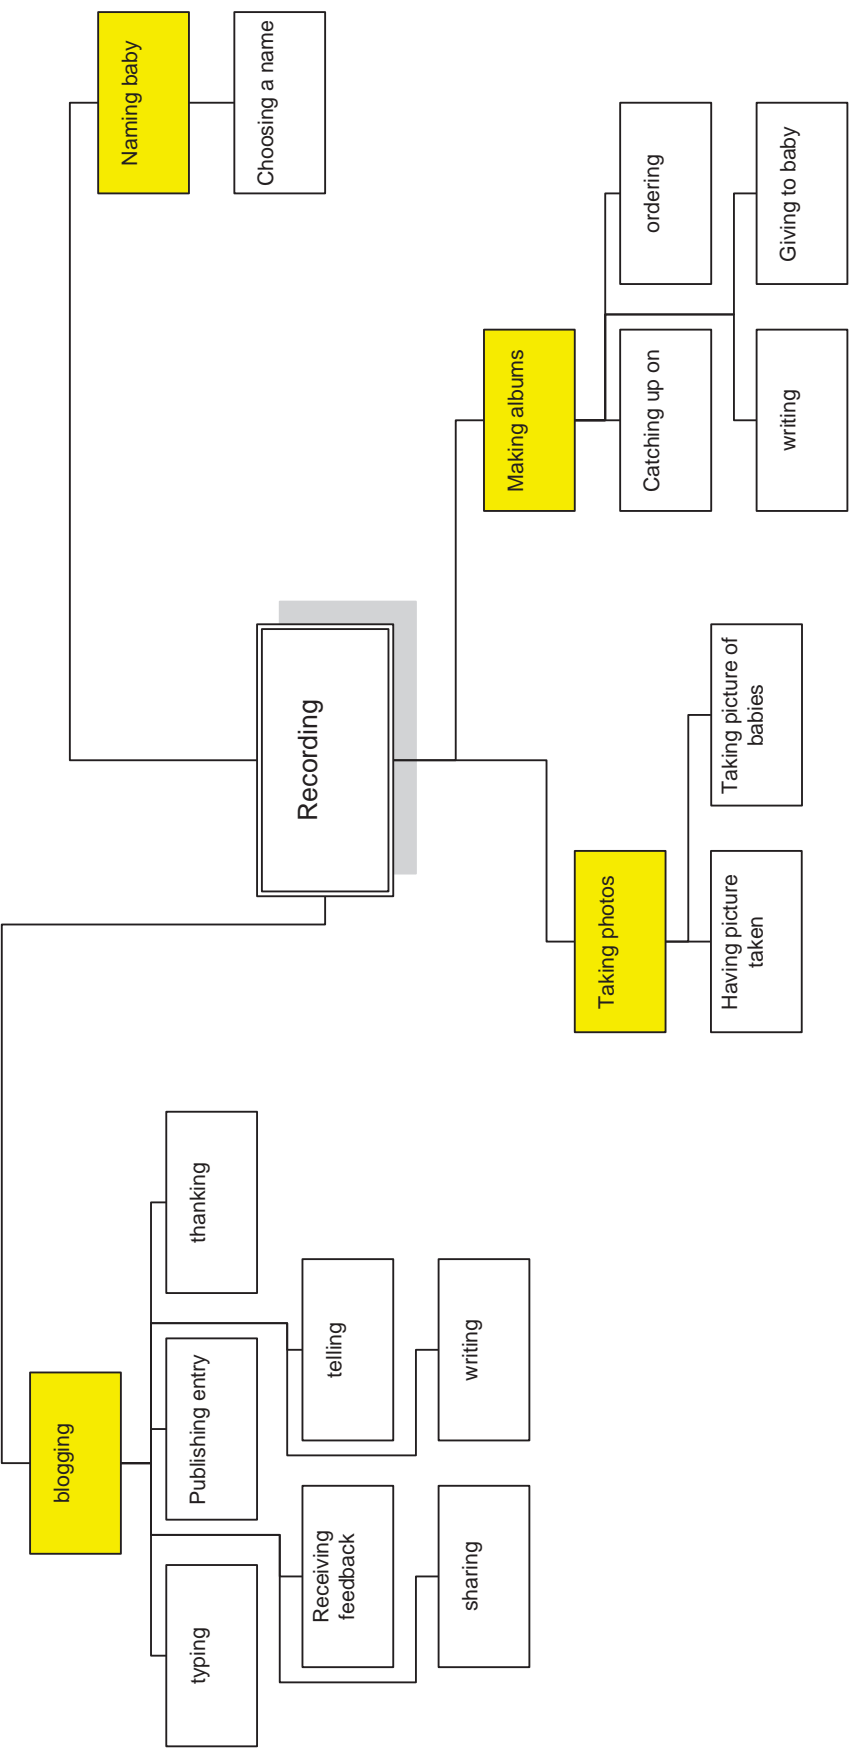 Recording
blogging
typing
Publishing entry
thanking
Receiving
feedback
telling
sharing
writing
Taking photos
Having picture
taken
Taking picture of
babies
Making albums
Catching up on
ordering
writing
Giving to baby
Naming baby
Choosing a name